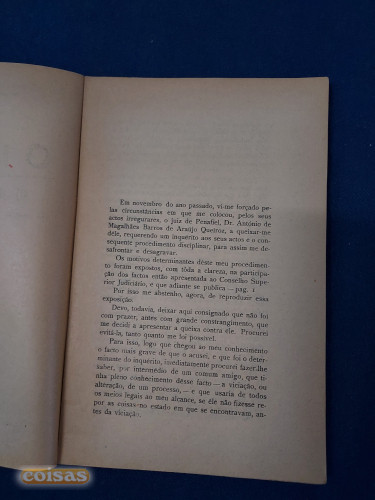 Em novembro do ano passado, vi-me forçado pe-
las circunstâncias em que me colocou, pelos seus
actos irregurares, o Juiz de Penafiel, Dr. António de
Magalhães Barros de Araújo Queiroz, a queixar-me
dêle, requerendo um inquérito aos seus actos e o con-
sequente procedimento disciplinar, para assim me de-
safrontar e desagravar.
Os motivos determinantes dêste meu procedimento
foram expostos, com tôda a clareza, na participa-
ção dos factos então apresentada ao Conselho Supe-
rior Judiciário, e que adiante se publica — pag. 1
Por isso me abstenho, agora, de reproduzir essa
exposição.
Devo, todavia, deixar aqui consignado que não foi
com prazer, antes com grande constrangimento, que
me decidi a apresentar a queixa contra êle. Procurei
evitá-la, tanto quanto me foi possível.
Para isso, logo que chegou ao meu conhecimento
o facto mais grave de que o acusei, e que foi o deter-
minante do inquérito, imediatamente procurei fazer-lhe
saber, por intermédio de um comum amigo, que ti-
nha pleno conhecimento dêsse facto — a viciação, ou
alteração, de um processo, — e que usaria de todos
os meios legais ao meu alcance, se êle não fizesse re-
por as coisas no estado em que se encontravam, an-
tes da viciação.
coisas